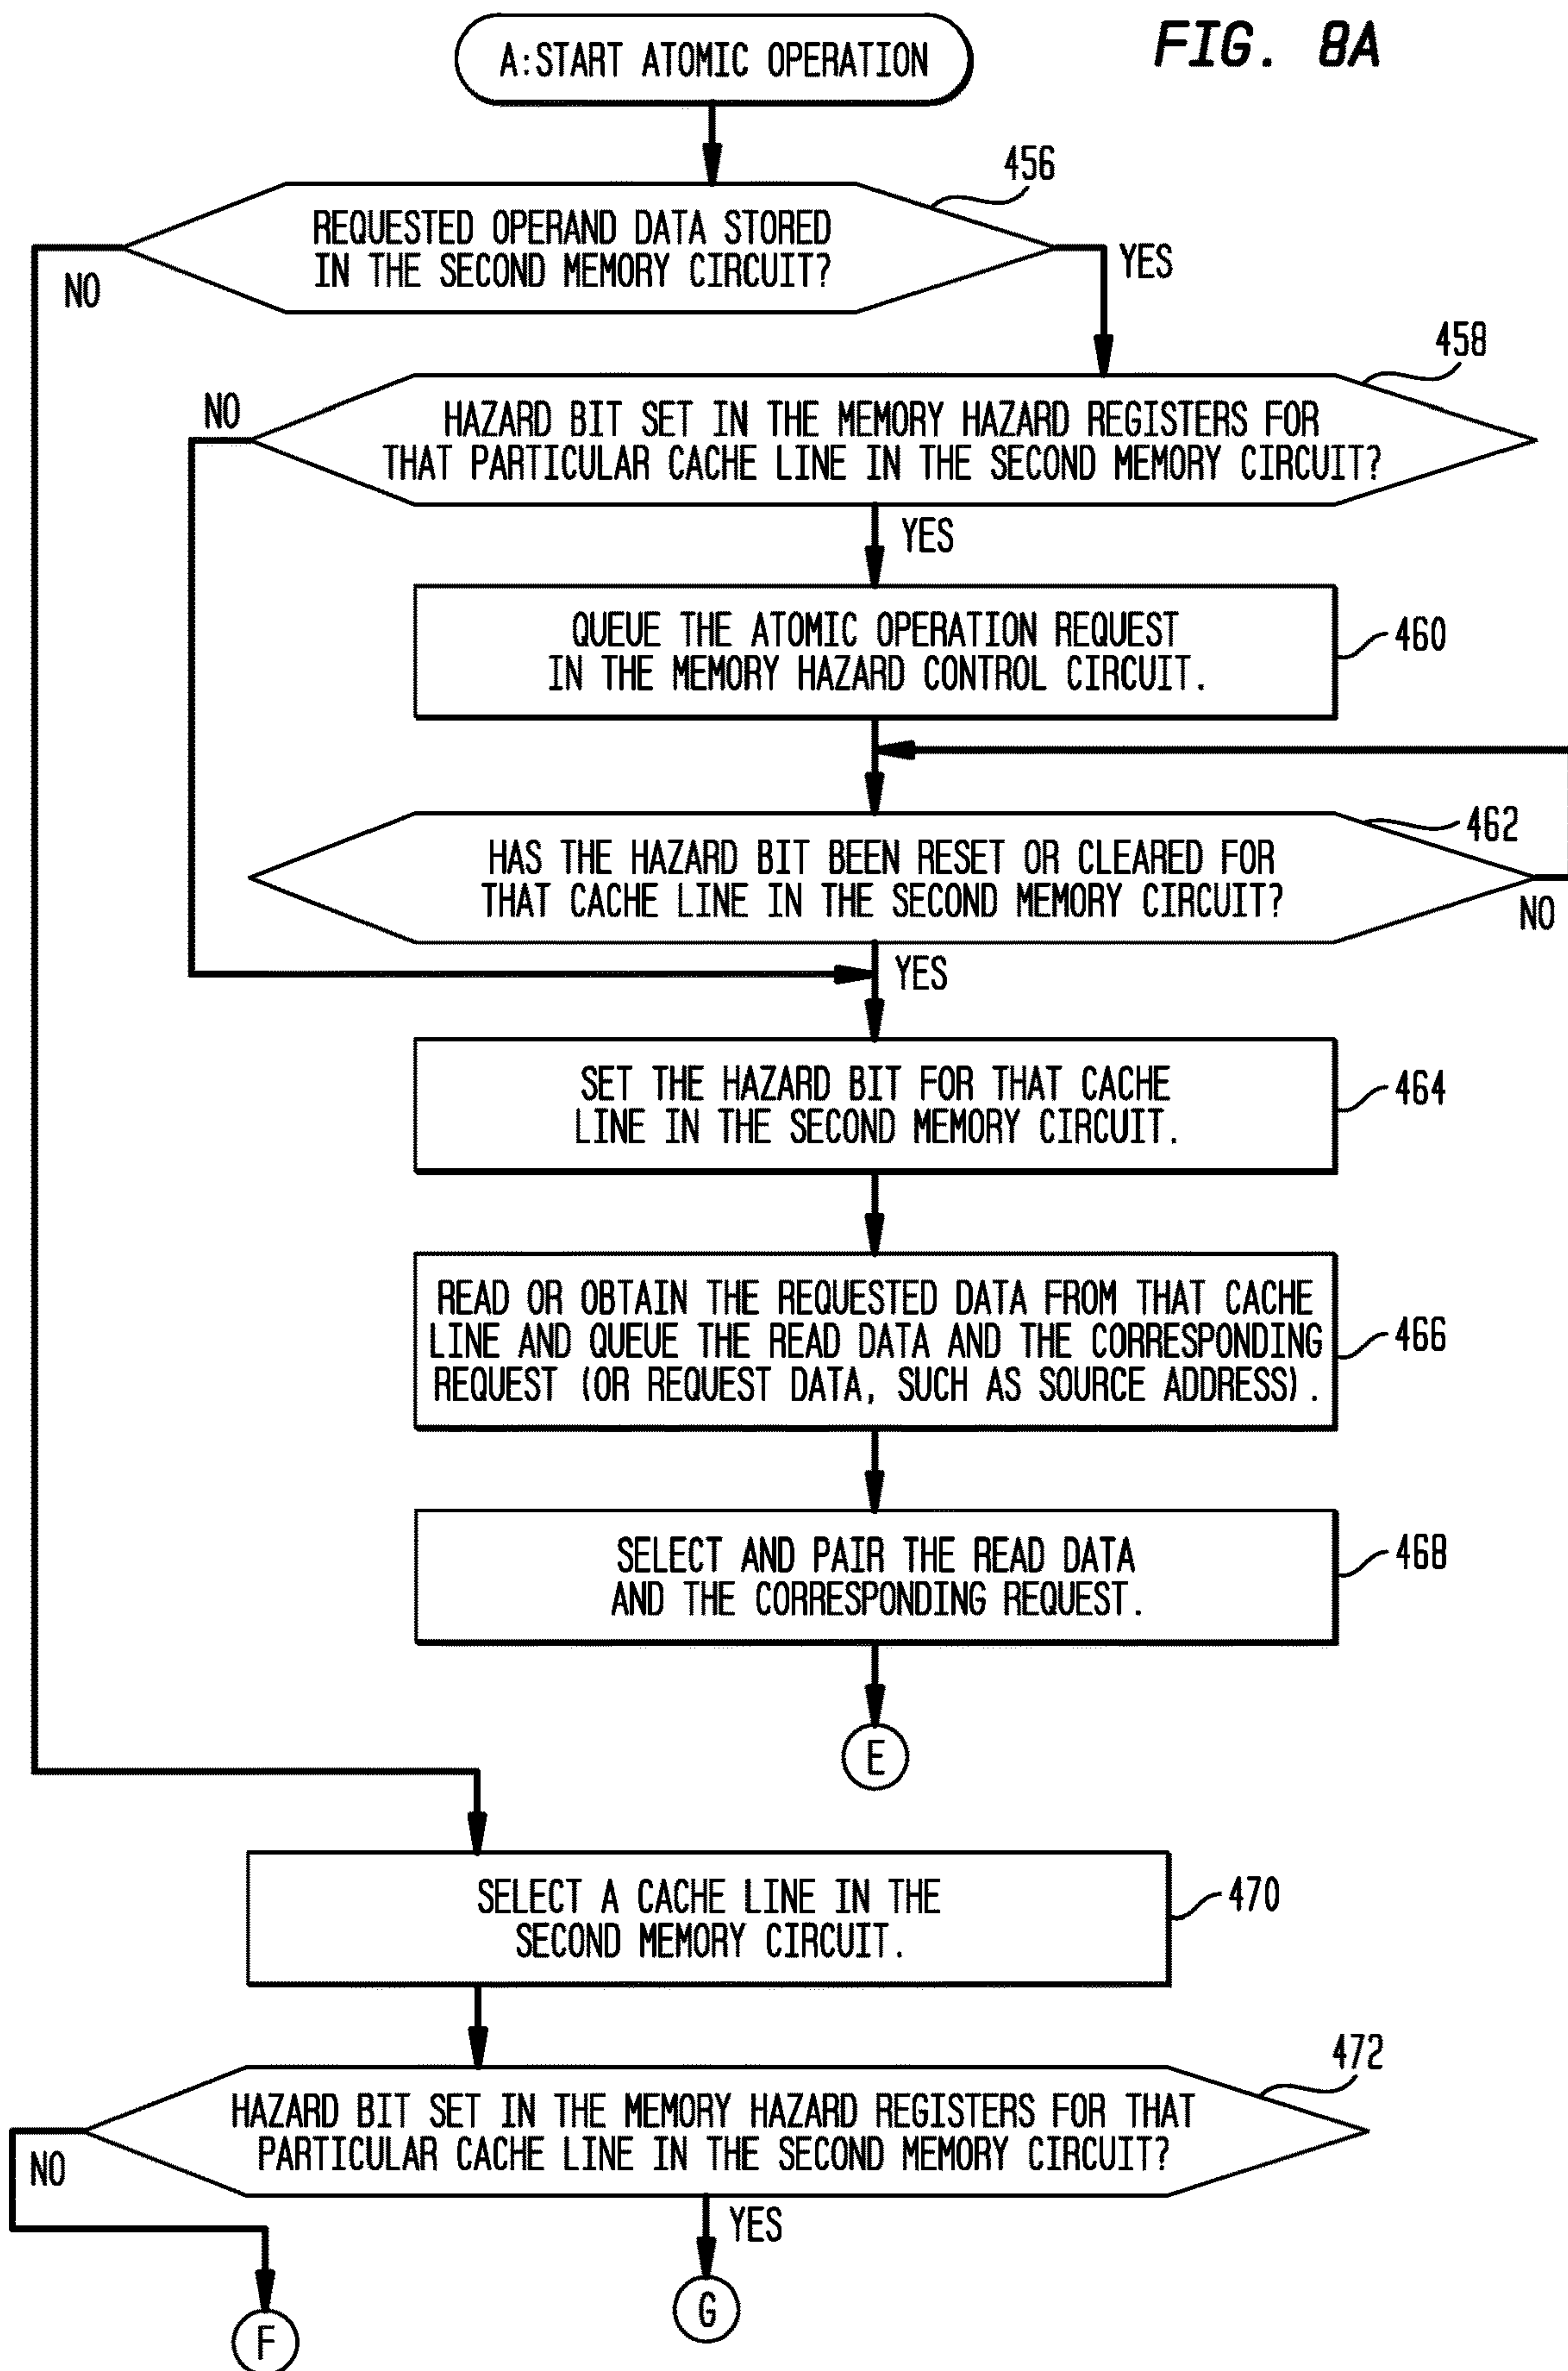 FIG. 8A
A:START ATOMIC OPERATION
456
REQUESTED OPERAND DATA STORED
IN THE SECOND MEMORY CIRCUIT?
NO
YES
458
NO
HAZARD BIT SET IN THE MEMORY HAZARD REGISTERS FOR
THAT PARTICULAR CACHE LINE IN THE SECOND MEMORY CIRCUIT?
YES
QUEUE THE ATOMIC OPERATION REQUEST
IN THE MEMORY HAZARD CONTROL CIRCUIT.
460
462
HAS THE HAZARD BIT BEEN RESET OR CLEARED FOR
THAT CACHE LINE IN THE SECOND MEMORY CIRCUIT?
NO
YES
SET THE HAZARD BIT FOR THAT CACHE
LINE IN THE SECOND MEMORY CIRCUIT.
464
READ OR OBTAIN THE REQUESTED DATA FROM THAT CACHE
LINE AND QUEUE THE READ DATA AND THE CORRESPONDING
REQUEST (OR REQUEST DATA, SUCH AS SOURCE ADDRESS).
466
SELECT AND PAIR THE READ DATA
AND THE CORRESPONDING REQUEST.
468
E
SELECT A CACHE LINE IN THE
SECOND MEMORY CIRCUIT.
470
472
HAZARD BIT SET IN THE MEMORY HAZARD REGISTERS FOR THAT
PARTICULAR CACHE LINE IN THE SECOND MEMORY CIRCUIT?
NO
YES
G
F